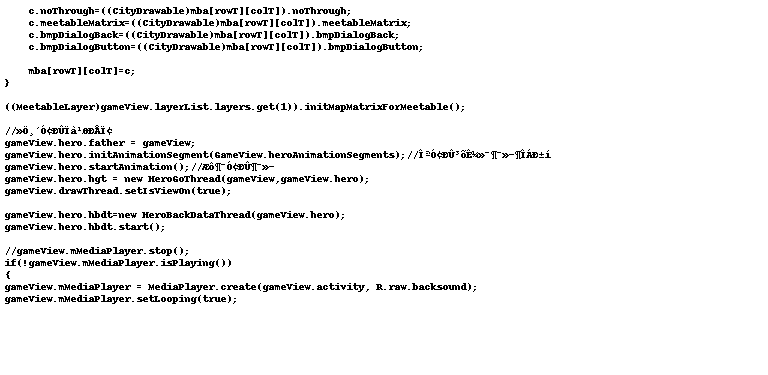 c.noThrough=((CityDrawable)mba[rowT][colT]).noThrough;
c.meetableMatrix=((CityDrawable)mba[rowT][colT]).meetableMatrix;
c.bmpDialogBack=((CityDrawable)mba[rowT][colT]).bmpDialogBack;
c.bmpDialogButton=((CityDrawable)mba[rowT][colT]).bmpDialogButton;
mba[rowT][colT]=c;
}
((MeetableLayer)gameView.layerList.layers.get(1)).initMapMatrixForMeetable();
//»Ö¸´Ó¢ÐÛÏà¹ØÐÅÏ¢
gameView.hero.father = gameView;
gameView.hero.initAnimationSegment(GameView.heroAnimationSegments);//ÎªÓ¢ÐÛ³õÊ¼»¯¶¯»­¶ÎÁÐ±í
gameView.hero.startAnimation();//Æô¶¯Ó¢ÐÛ¶¯»­
gameView.hero.hgt = new HeroGoThread(gameView,gameView.hero);
gameView.drawThread.setIsViewOn(true);
gameView.hero.hbdt=new HeroBackDataThread(gameView.hero);
gameView.hero.hbdt.start();
//gameView.mMediaPlayer.stop();
if(!gameView.mMediaPlayer.isPlaying())
{
gameView.mMediaPlayer = MediaPlayer.create(gameView.activity, R.raw.backsound);
gameView.mMediaPlayer.setLooping(true);